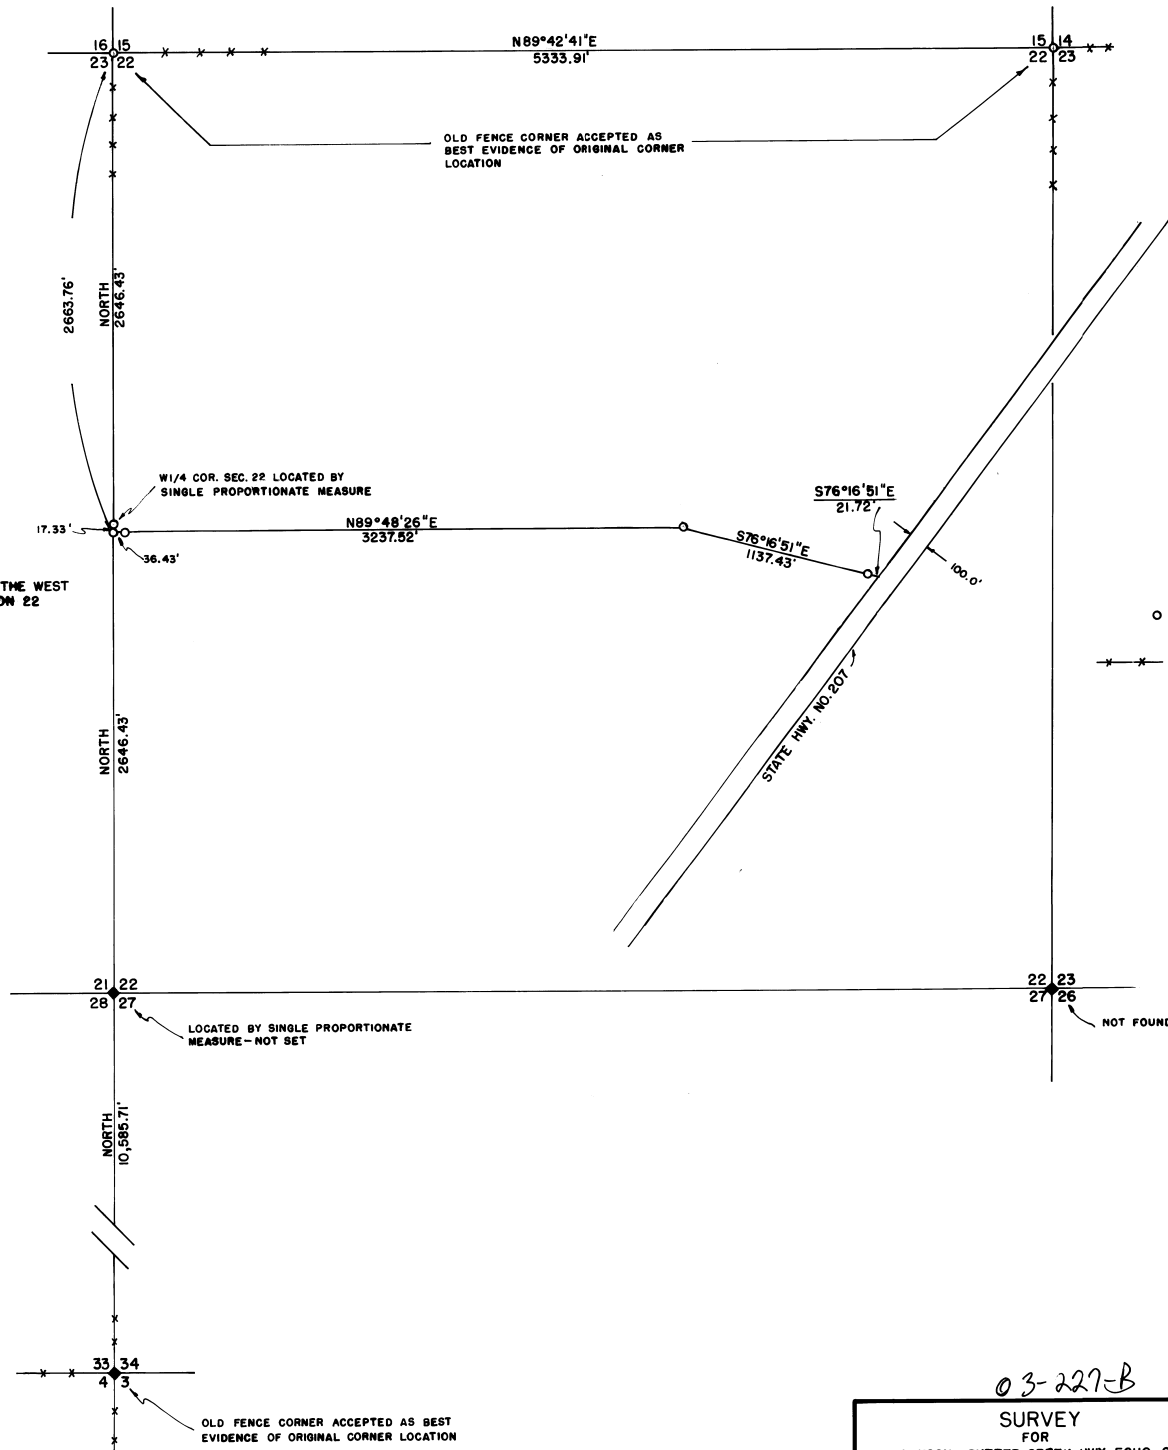 N89°42'41"E
5333.91'
16 15
23 22
15 14
22 23
OLD FENCE CORNER ACCEPTED AS
BEST EVIDENCE OF ORIGINAL CORNER
LOCATION
2663.76'
NORTH
2646.43'
W1/4 COR. SEC. 22 LOCATED BY
SINGLE PROPORTIONATE MEASURE
17.33'
36.43'
N89°48'26"E
3237.52'
S76°16'51"E
21.72'
S76°16'51"E
1137.43'
100.0'
THE WEST
ON 22
STATE HWY. NO. 207
NORTH
2646.43'
21 22
28 27
22 23
27 26
LOCATED BY SINGLE PROPORTIONATE
MEASURE-NOT SET
NOT FOUND
NORTH
10,585.71'
33 34
4 3
OLD FENCE CORNER ACCEPTED AS BEST
EVIDENCE OF ORIGINAL CORNER LOCATION
03-227-B
SURVEY
FOR